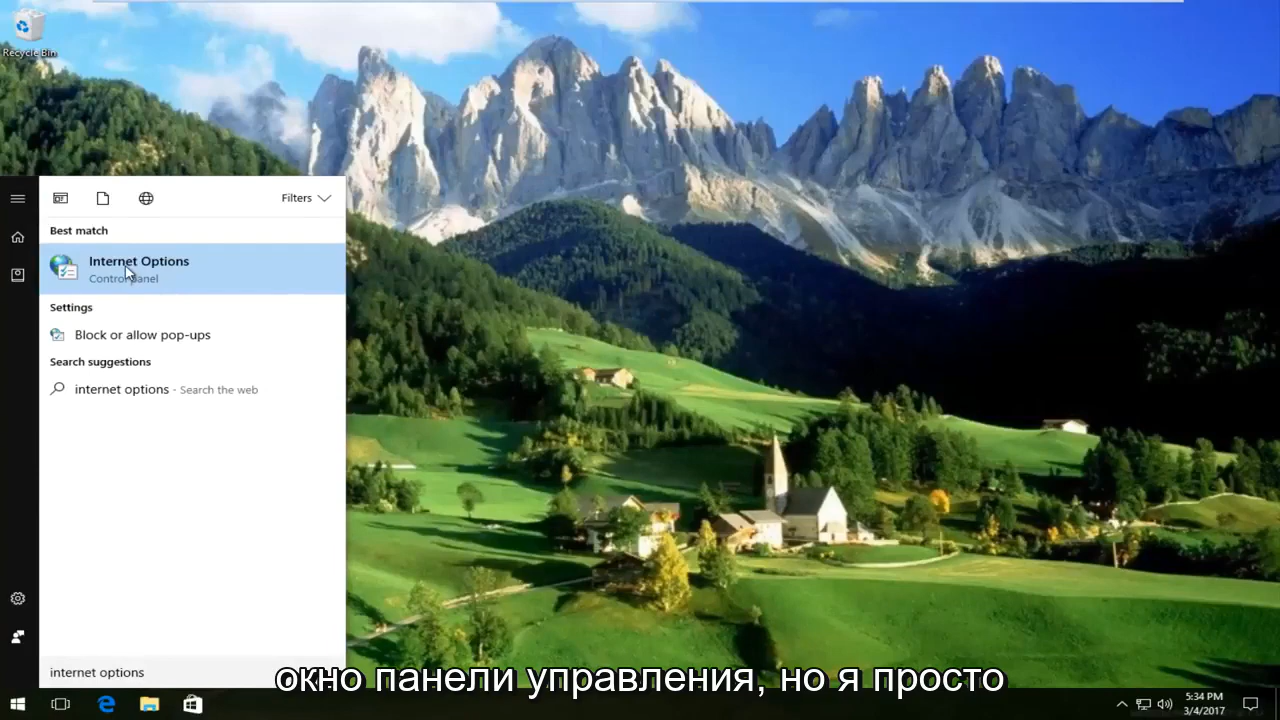 Recycle Bin
Filters
Best match
Internet Options
Control panel
Settings
Block or allow pop-ups
Search suggestions
internet options - Search the web
internet options
окно панели управления, но я просто
5:34 PM
3/4/2017